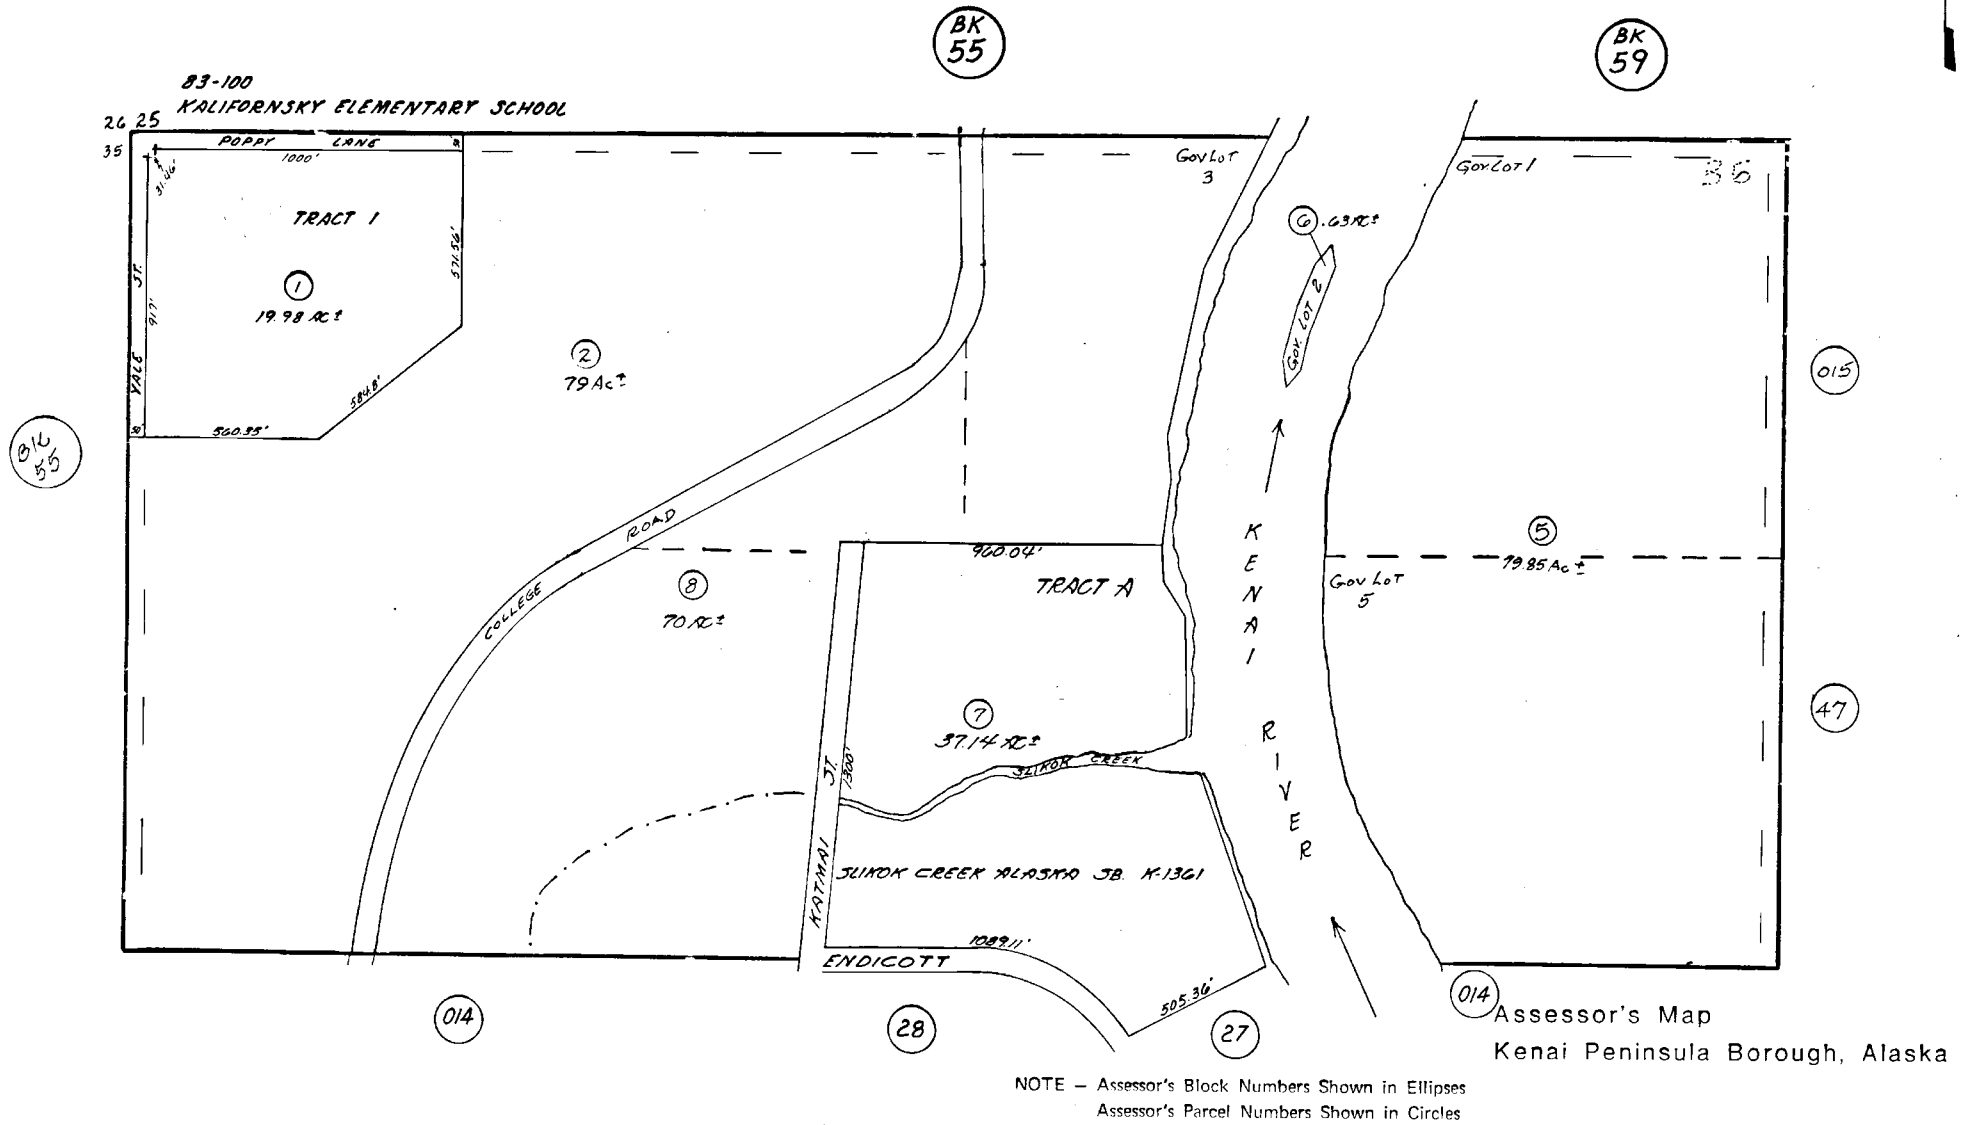 BK
55
BK
59
83-100
KALIFORNSKY ELEMENTARY SCHOOL
26 25
35
36
POPPY LANE
50
1000'
31.46'
TRACT 1
571.56'
1
19.98 AC±
YALE ST.
917'
50'
560.35'
584.8'
BK
55
2
79 Ac±
GOV LOT
3
GOV. LOT 1
6 .63 AC±
GOV. LOT 2
015
COLLEGE ROAD
960.04'
TRACT A
8
70 AC±
KENAI RIVER
5
79.85 Ac±
GOV LOT
5
7
37.14 AC±
47
KATMAI ST.
1300'
SLIKOK CREEK
SLIKOK CREEK ALASKA SB. K-1361
1089.11'
ENDICOTT
505.36'
014
28
27
014
Assessor's Map
Kenai Peninsula Borough, Alaska
NOTE – Assessor's Block Numbers Shown in Ellipses
Assessor's Parcel Numbers Shown in Circles